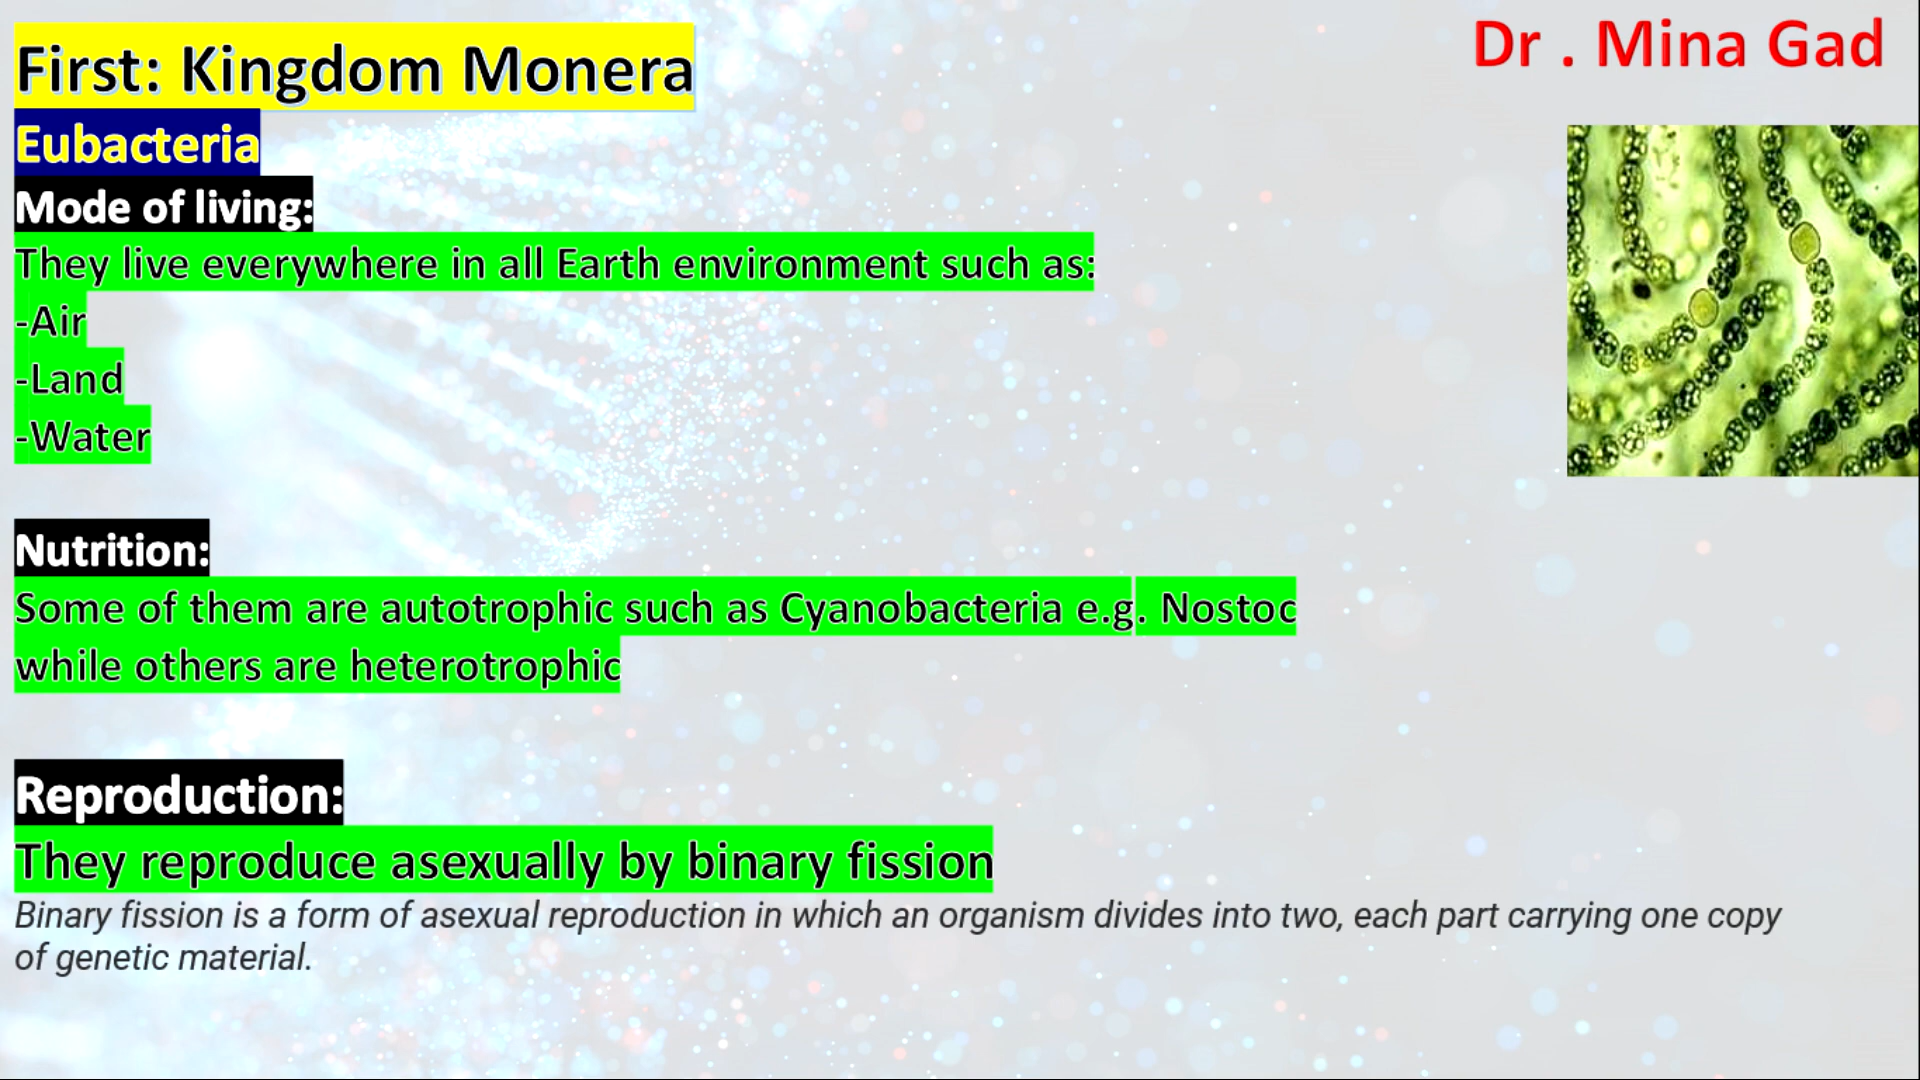 First: Kingdom Monera
Dr . Mina Gad
Eubacteria
Mode of living:
They live everywhere in all Earth environment such as:
-Air
-Land
-Water
Nutrition:
Some of them are autotrophic such as Cyanobacteria e.g. Nostoc
while others are heterotrophic
Reproduction:
They reproduce asexually by binary fission
Binary fission is a form of asexual reproduction in which an organism divides into two, each part carrying one copy
of genetic material.